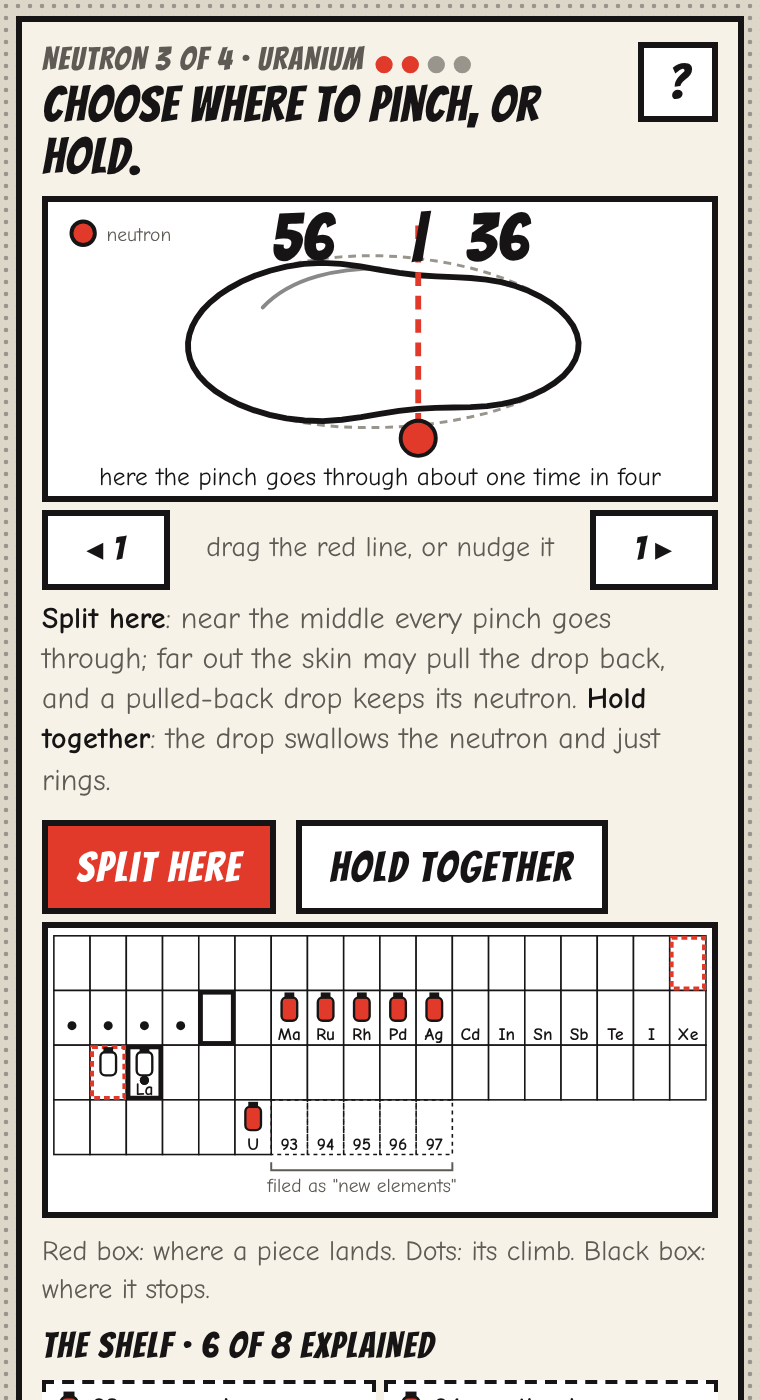 NEUTRON 3 OF 4 · URANIUM
CHOOSE WHERE TO PINCH, OR
HOLD.
?
neutron
56 / 36
here the pinch goes through about one time in four
◀ 1
drag the red line, or nudge it
1 ▶
Split here: near the middle every pinch goes
through; far out the skin may pull the drop back,
and a pulled-back drop keeps its neutron. Hold
together: the drop swallows the neutron and just
rings.
SPLIT HERE
HOLD TOGETHER
Ma Ru Rh Pd Ag Cd In Sn Sb Te I Xe
La
U 93 94 95 96 97
filed as "new elements"
Red box: where a piece lands. Dots: its climb. Black box:
where it stops.
THE SHELF · 6 OF 8 EXPLAINED